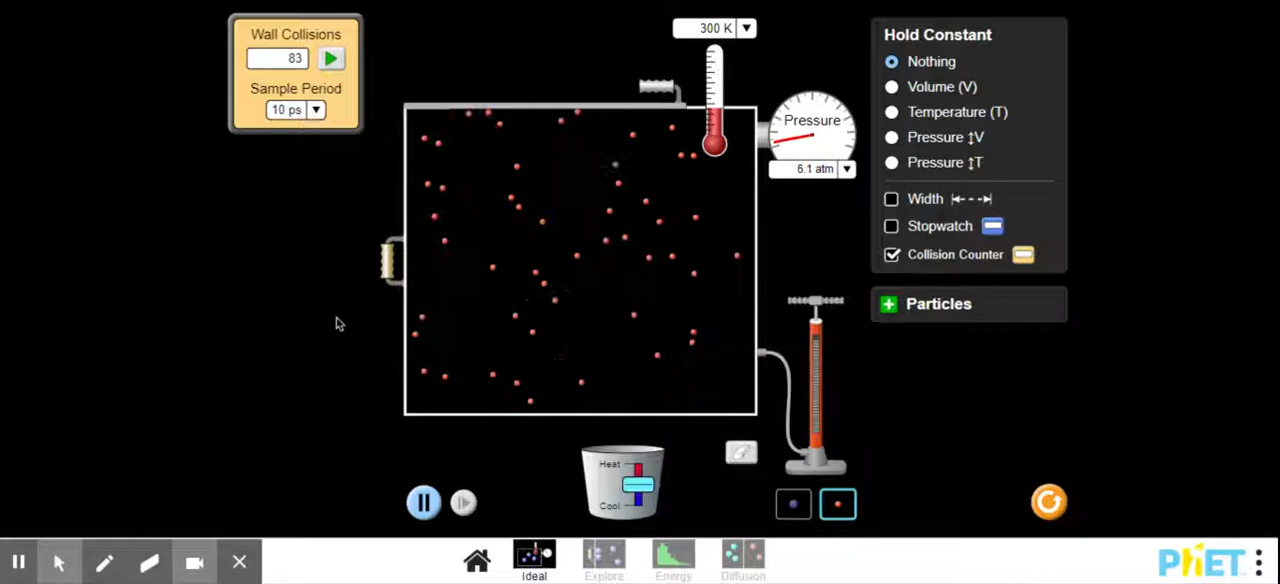 Wall Collisions
83
Sample Period
10 ps
300 K
Pressure
6.1 atm
Hold Constant
Nothing
Volume (V)
Temperature (T)
Pressure ↕V
Pressure ↕T
Width
Stopwatch
Collision Counter
Particles
Heat
Cool
Ideal
Explore
Energy
Diffusion
PhET